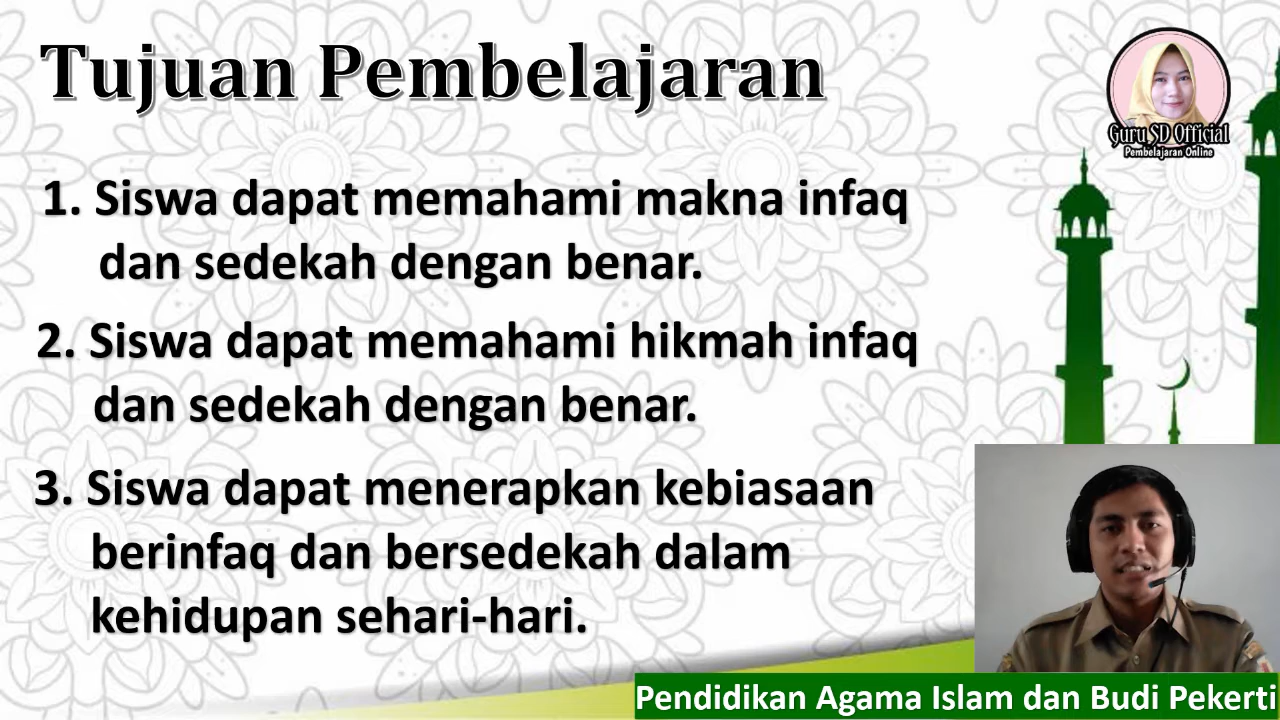 Tujuan Pembelajaran
Guru SD Official
Pembelajaran Online
1. Siswa dapat memahami makna infaq
dan sedekah dengan benar.
2. Siswa dapat memahami hikmah infaq
dan sedekah dengan benar.
3. Siswa dapat menerapkan kebiasaan
berinfaq dan bersedekah dalam
kehidupan sehari-hari.
Pendidikan Agama Islam dan Budi Pekerti